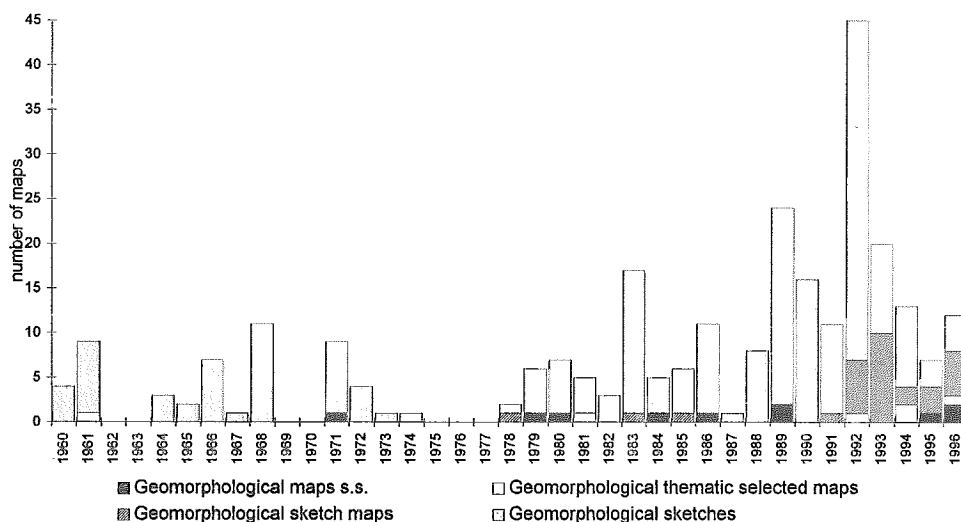 45
40
35
30
25
20
15
10
5
0
number of maps
1960 1961 1962 1963 1964 1965 1966 1967 1968 1969 1970 1971 1972 1973 1974 1975 1976 1977 1978 1979 1980 1981 1982 1983 1984 1985 1986 1987 1988 1989 1990 1991 1992 1993 1994 1995 1996
Geomorphological maps s.s. Geomorphological thematic selected maps
Geomorphological sketch maps Geomorphological sketches